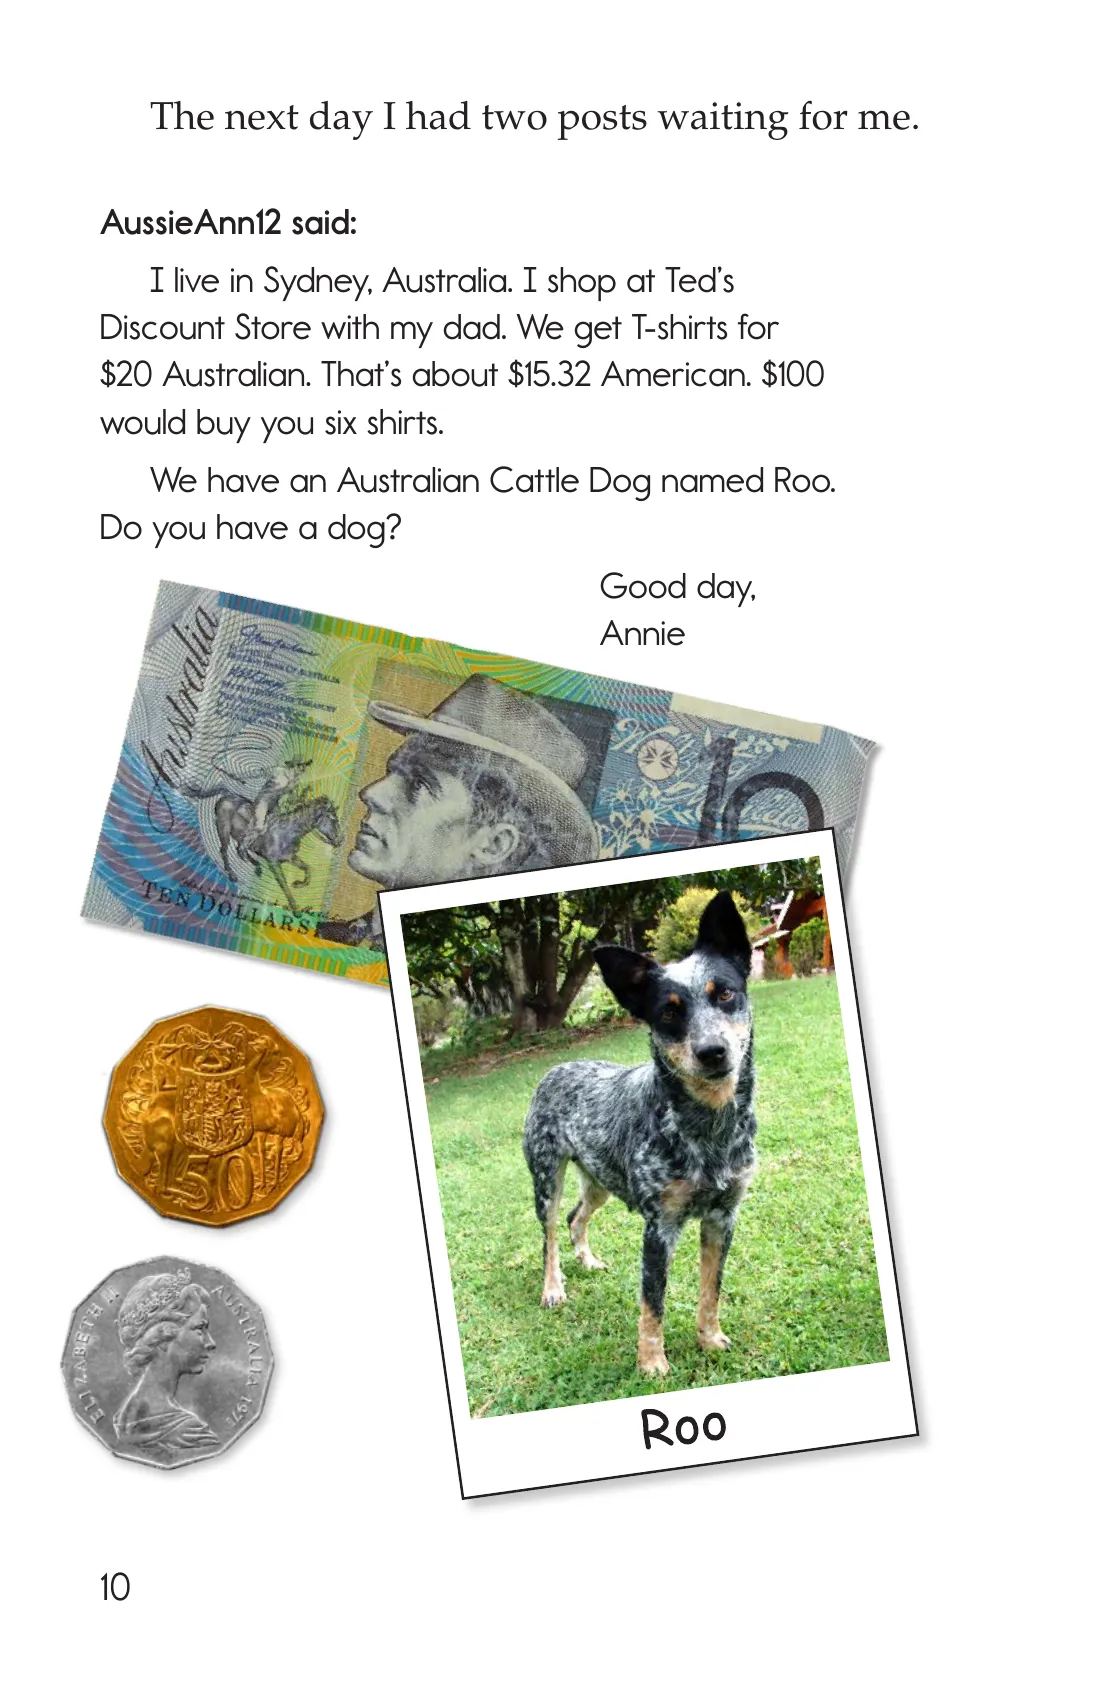 The next day I had two posts waiting for me.
AussieAnn12 said:
I live in Sydney, Australia. I shop at Ted's
Discount Store with my dad. We get T-shirts for
$20 Australian. That's about $15.32 American. $100
would buy you six shirts.
We have an Australian Cattle Dog named Roo.
Do you have a dog?
Good day,
Annie
Australia
10
TEN DOLLARS
50
ELIZABETH II AUSTRALIA
Roo
10